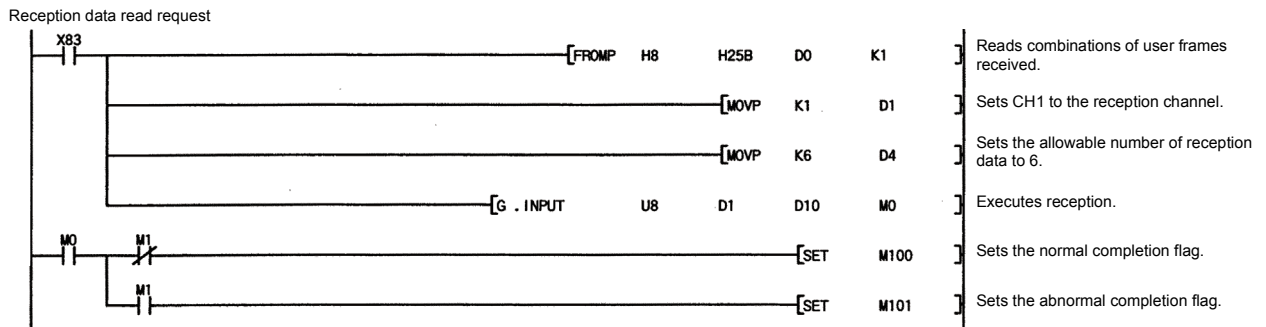 Reception data read request
X83
FROMP H8 H25B D0 K1
Reads combinations of user frames
received.
MOVP K1 D1
Sets CH1 to the reception channel.
MOVP K6 D4
Sets the allowable number of reception
data to 6.
G . INPUT U8 D1 D10 M0
Executes reception.
M0 M1
SET M100
Sets the normal completion flag.
M1
SET M101
Sets the abnormal completion flag.